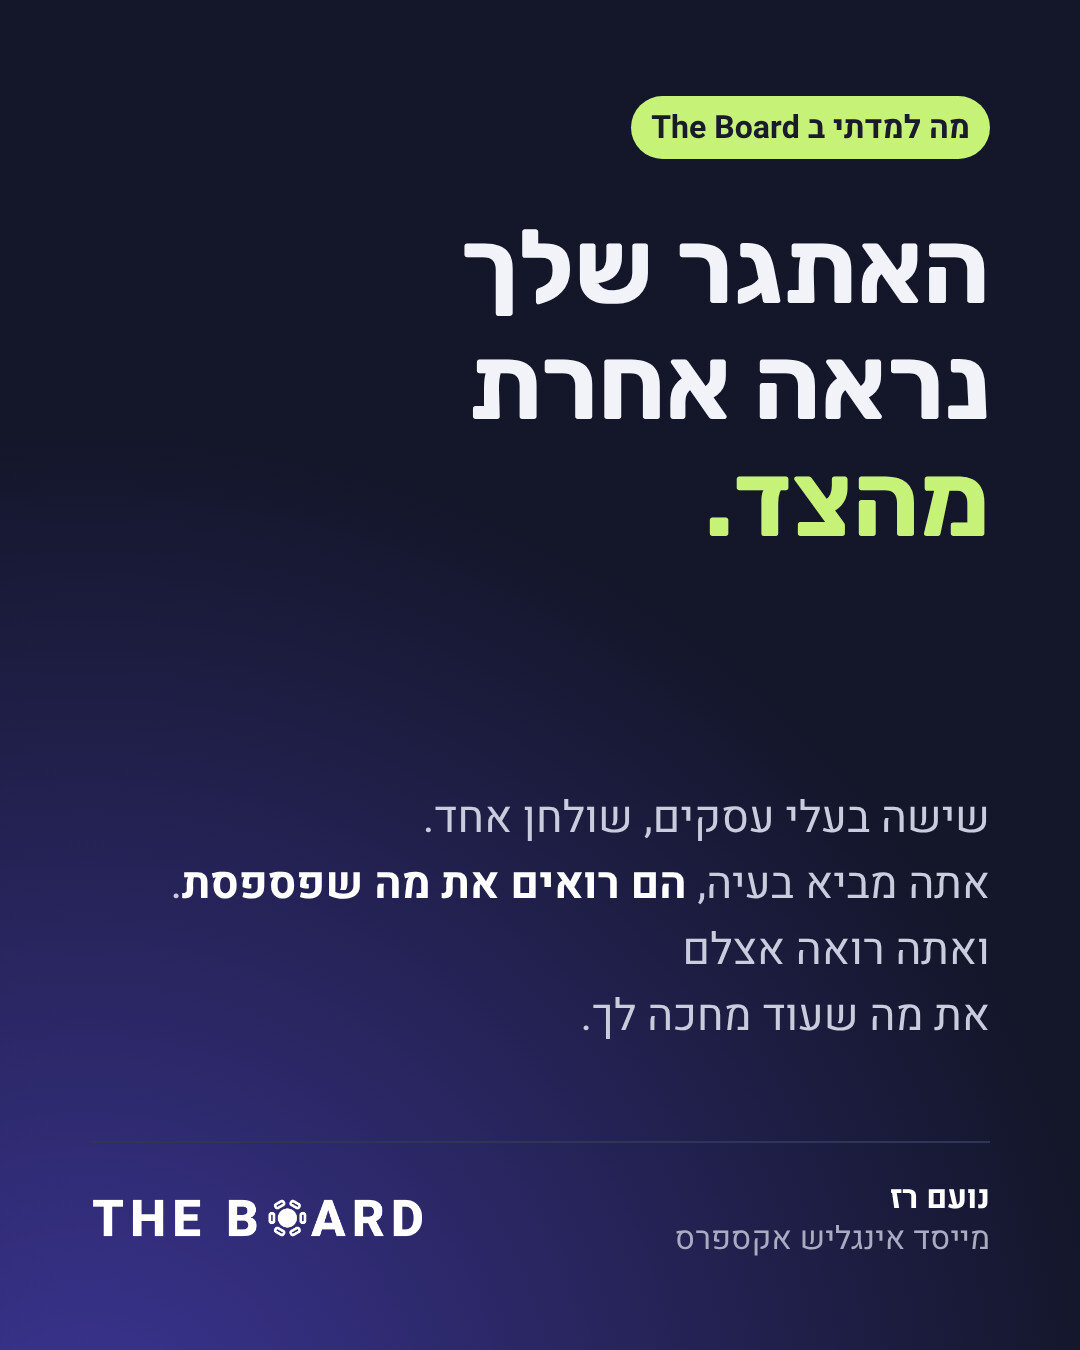 מה למדתי ב The Board
האתגר שלך
נראה אחרת
מהצד.
שישה בעלי עסקים, שולחן אחד.
אתה מביא בעיה, הם רואים את מה שפספסת.
ואתה רואה אצלם
את מה שעוד מחכה לך.
נועם רז
מייסד אינגליש אקספרס
THE BOARD